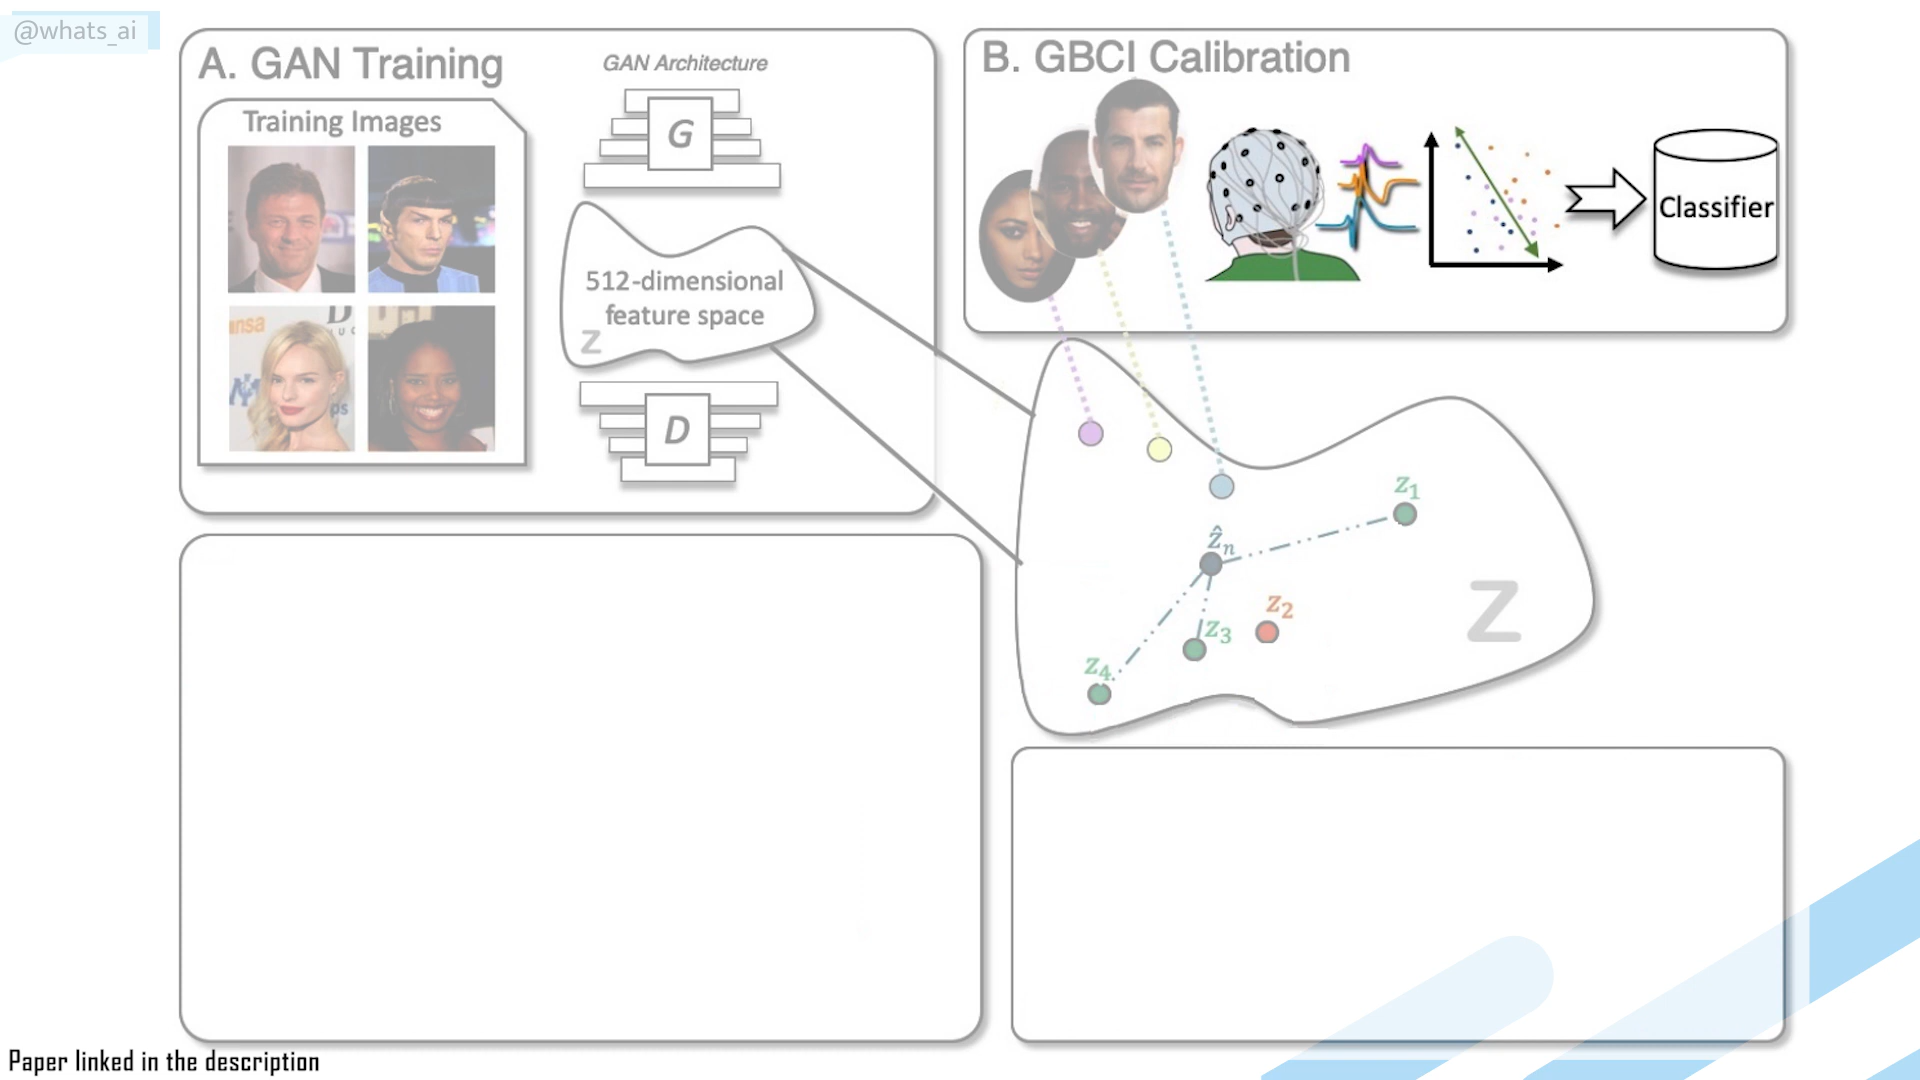 @whats_ai
A. GAN Training
Training Images
GAN Architecture
G
512-dimensional
feature space
Z
D
B. GBCI Calibration
Classifier
z₁
ẑₙ
z₂
z₃
z₄
Z
Paper linked in the description